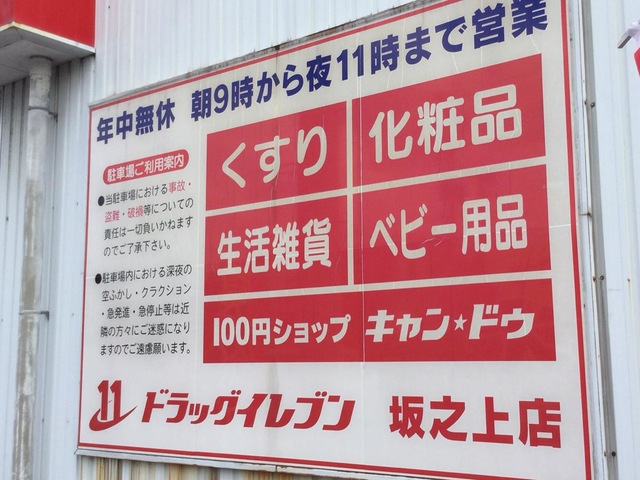 年中無休 朝9時から夜11時まで営業
駐車場ご利用案内
●当駐車場における事故・
盗難・破損等についての
責任は一切負いかねます
のでご了承下さい。
●駐車場内における深夜の
空ふかし・クラクション
・急発進・急停止等は近
隣の方々にご迷惑になり
ますのでご遠慮願います。
くすり
化粧品
生活雑貨
ベビー用品
100円ショップ キャン★ドゥ
11 ドラッグイレブン 坂之上店